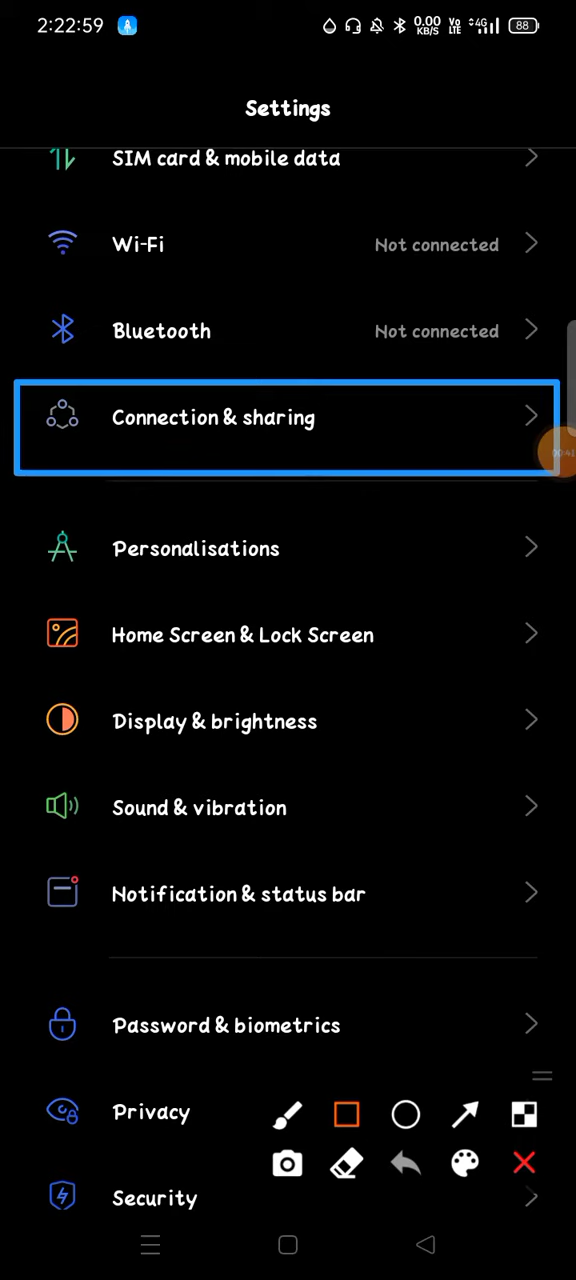 2:22:59 0.00 KB/S Vo LTE 4G 88
Settings
SIM card & mobile data
Wi-Fi Not connected
Bluetooth Not connected
Connection & sharing
00:41
Personalisations
Home Screen & Lock Screen
Display & brightness
Sound & vibration
Notification & status bar
Password & biometrics
Privacy
Security